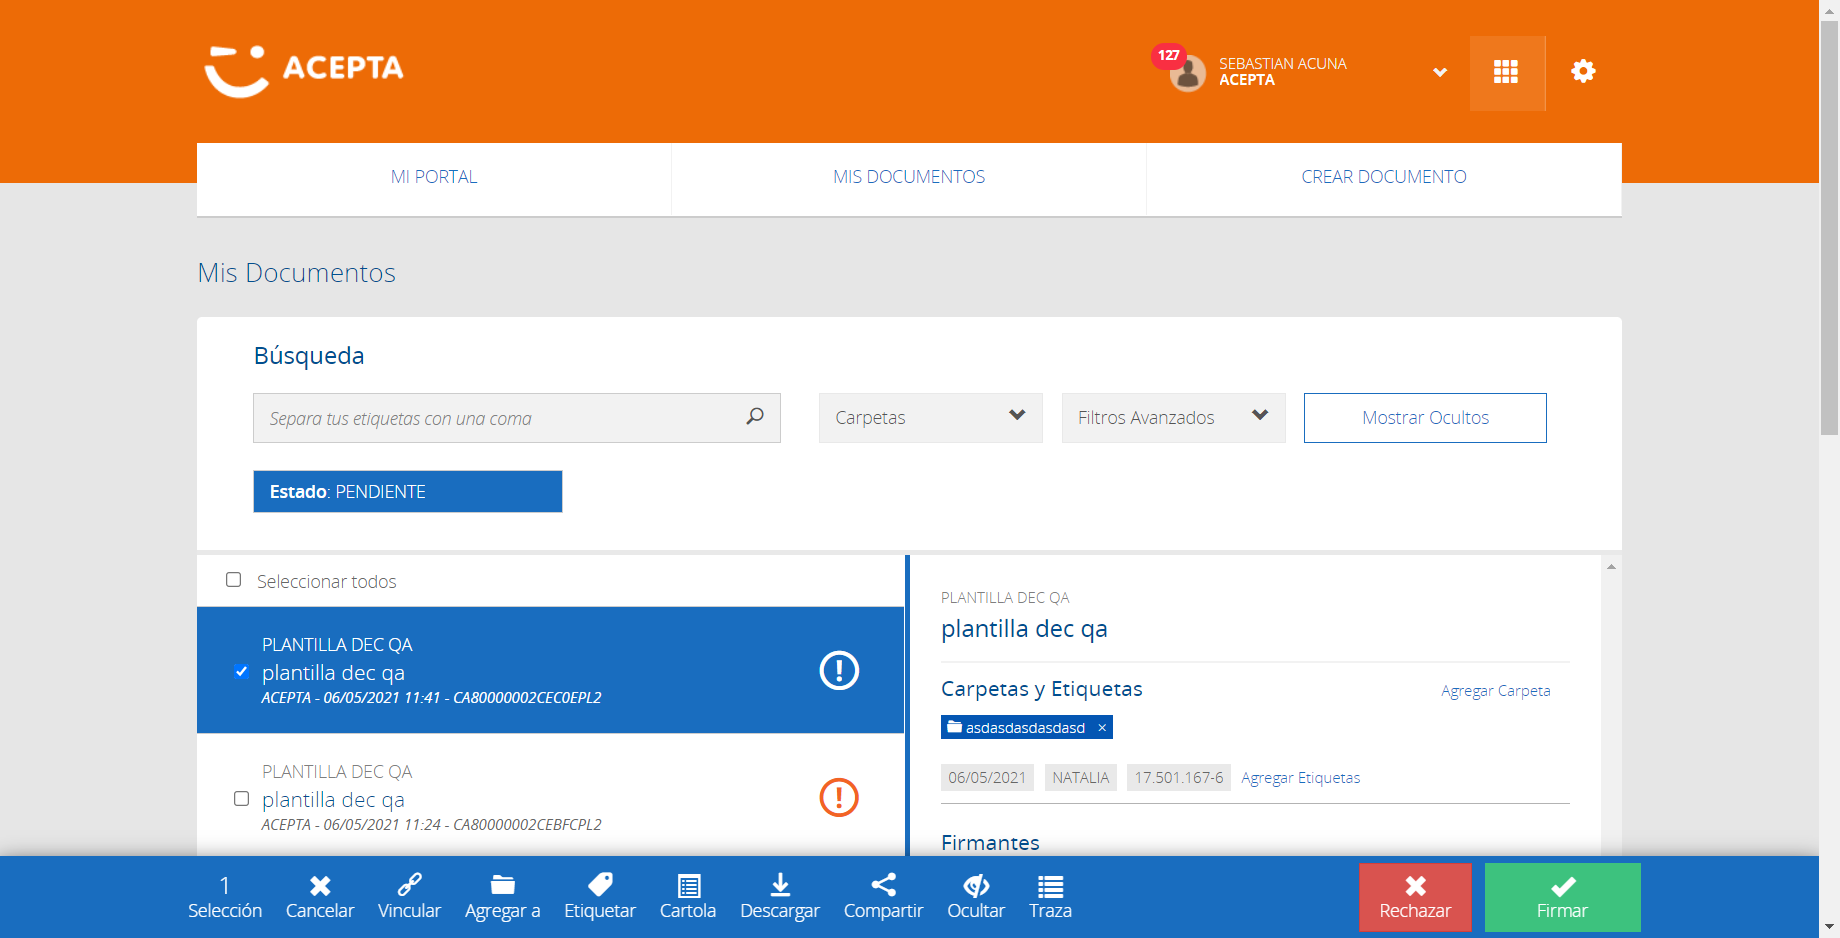 ACEPTA
127
SEBASTIAN ACUNA
ACEPTA
MI PORTAL
MIS DOCUMENTOS
CREAR DOCUMENTO
Mis Documentos
Búsqueda
Separa tus etiquetas con una coma
Carpetas
Filtros Avanzados
Mostrar Ocultos
Estado: PENDIENTE
Seleccionar todos
PLANTILLA DEC QA
plantilla dec qa
ACEPTA - 06/05/2021 11:41 - CA80000002CEC0EPL2
PLANTILLA DEC QA
plantilla dec qa
ACEPTA - 06/05/2021 11:24 - CA80000002CEBFCPL2
PLANTILLA DEC QA
plantilla dec qa
Carpetas y Etiquetas
Agregar Carpeta
asdasdasdasdasd ×
06/05/2021
NATALIA
17.501.167-6
Agregar Etiquetas
Firmantes
1
Selección
Cancelar
Vincular
Agregar a
Etiquetar
Cartola
Descargar
Compartir
Ocultar
Traza
Rechazar
Firmar